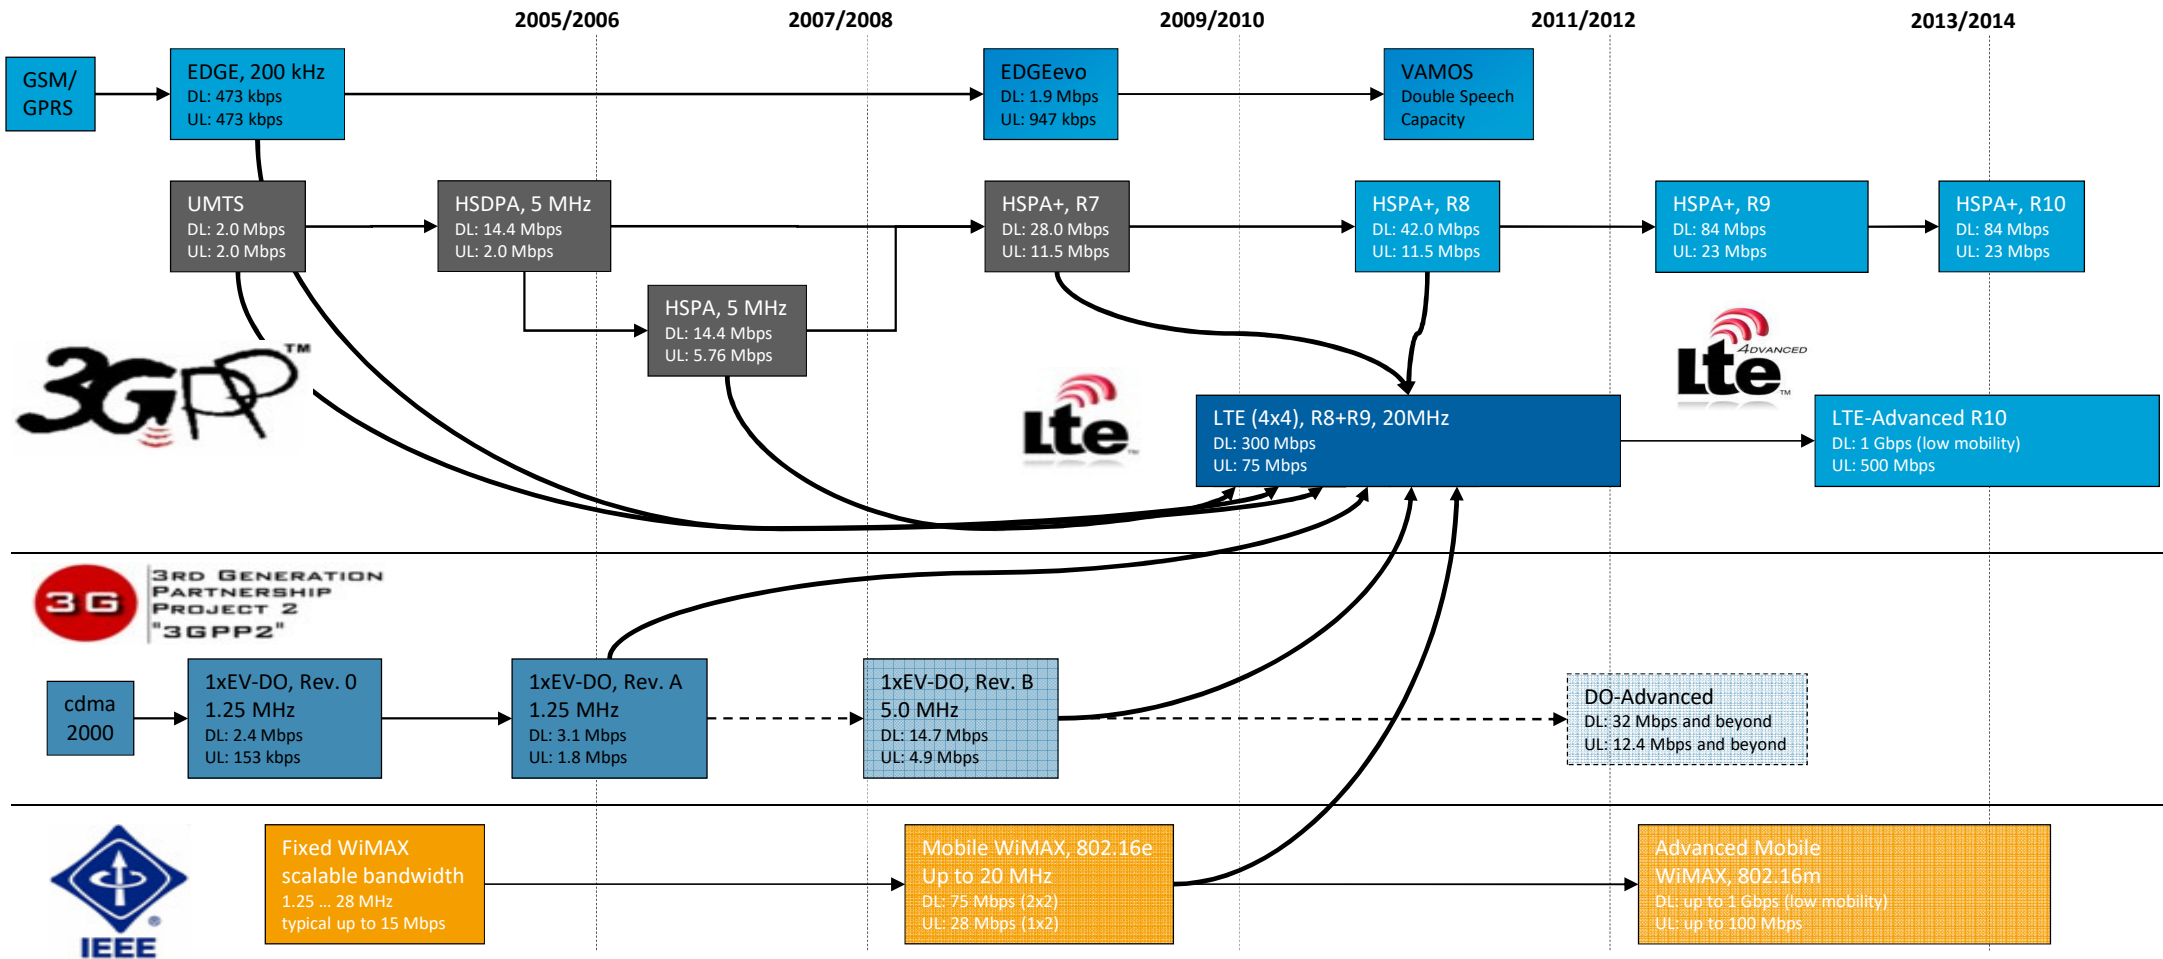 2005/2006
2007/2008
2009/2010
2011/2012
2013/2014
GSM/
GPRS
EDGE, 200 kHz
DL: 473 kbps
UL: 473 kbps
EDGEevo
DL: 1.9 Mbps
UL: 947 kbps
VAMOS
Double Speech
Capacity
UMTS
DL: 2.0 Mbps
UL: 2.0 Mbps
HSDPA, 5 MHz
DL: 14.4 Mbps
UL: 2.0 Mbps
HSPA+, R7
DL: 28.0 Mbps
UL: 11.5 Mbps
HSPA+, R8
DL: 42.0 Mbps
UL: 11.5 Mbps
HSPA+, R9
DL: 84 Mbps
UL: 23 Mbps
HSPA+, R10
DL: 84 Mbps
UL: 23 Mbps
HSPA, 5 MHz
DL: 14.4 Mbps
UL: 5.76 Mbps
3GPP™
Lte™
Lte ADVANCED™
LTE (4x4), R8+R9, 20MHz
DL: 300 Mbps
UL: 75 Mbps
LTE-Advanced R10
DL: 1 Gbps (low mobility)
UL: 500 Mbps
3G
3RD GENERATION
PARTNERSHIP
PROJECT 2
"3GPP2"
cdma
2000
1xEV-DO, Rev. 0
1.25 MHz
DL: 2.4 Mbps
UL: 153 kbps
1xEV-DO, Rev. A
1.25 MHz
DL: 3.1 Mbps
UL: 1.8 Mbps
1xEV-DO, Rev. B
5.0 MHz
DL: 14.7 Mbps
UL: 4.9 Mbps
DO-Advanced
DL: 32 Mbps and beyond
UL: 12.4 Mbps and beyond
IEEE®
Fixed WiMAX
scalable bandwidth
1.25 … 28 MHz
typical up to 15 Mbps
Mobile WiMAX, 802.16e
Up to 20 MHz
DL: 75 Mbps (2x2)
UL: 28 Mbps (1x2)
Advanced Mobile
WiMAX, 802.16m
DL: up to 1 Gbps (low mobility)
UL: up to 100 Mbps